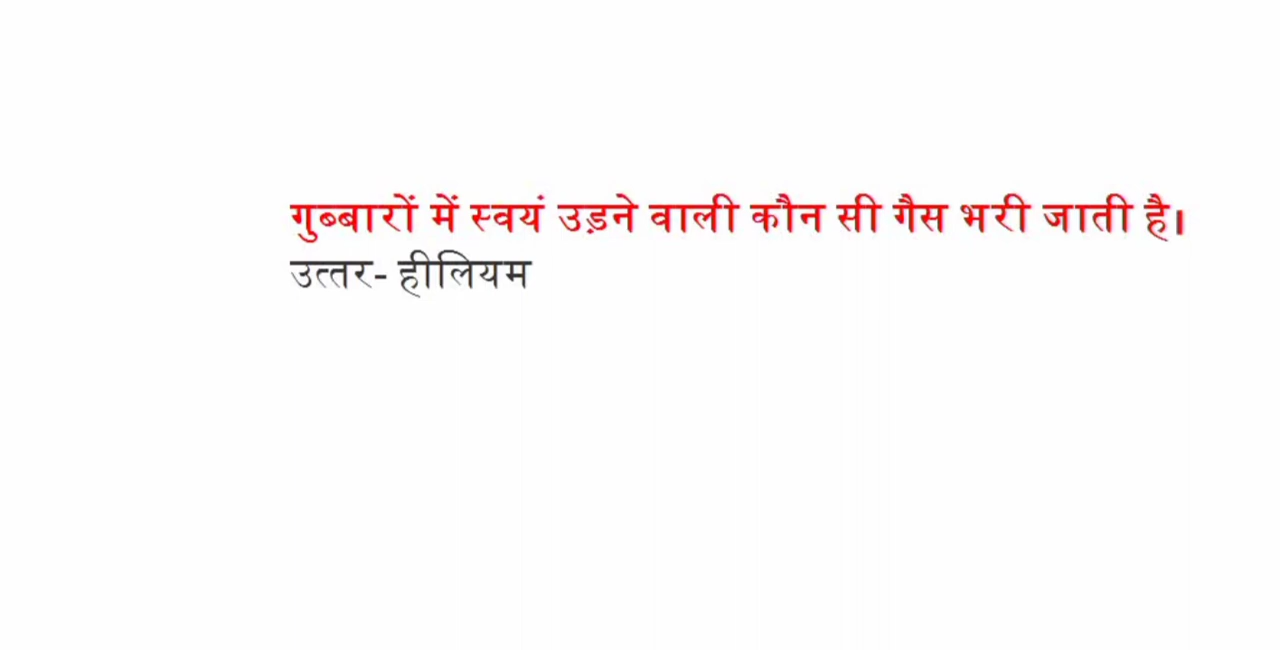 गुब्बारों में स्वयं उड़ने वाली कौन सी गैस भरी जाती है।
उत्तर- हीलियम